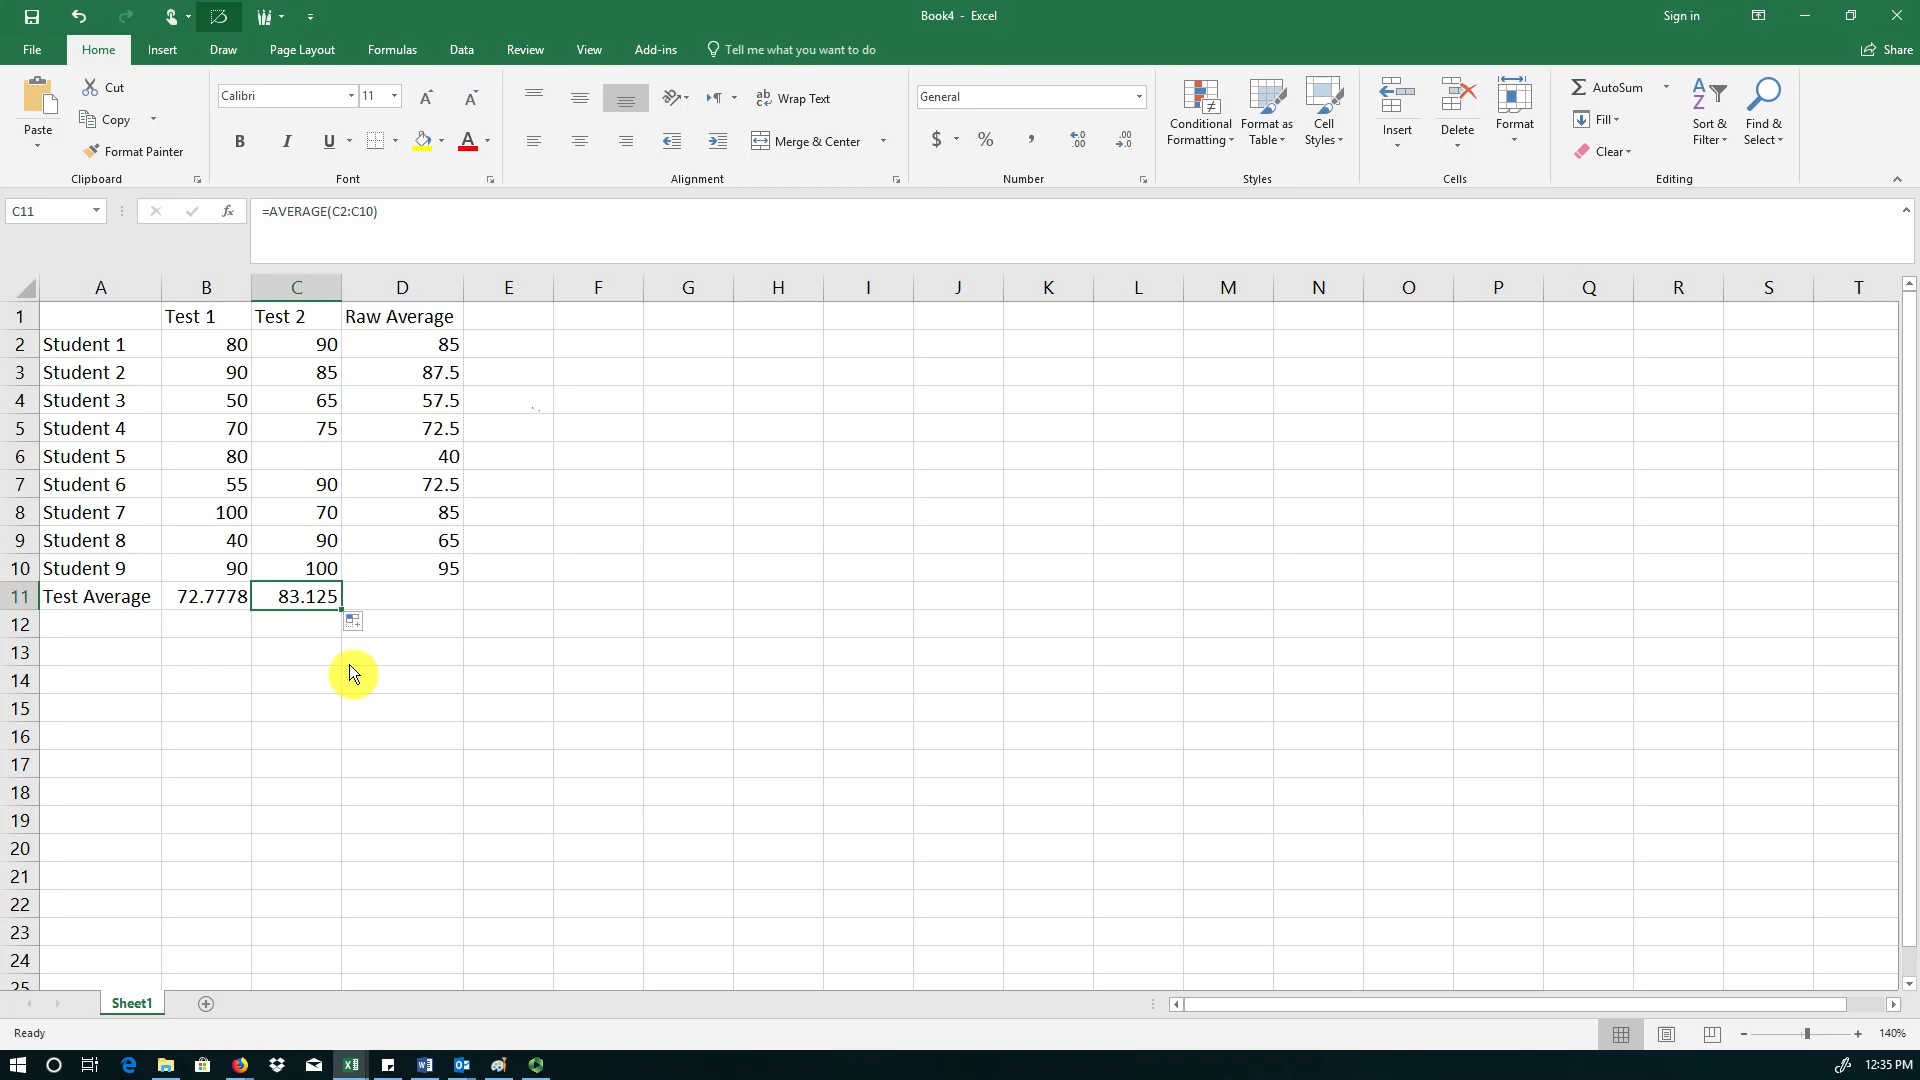 Book4 - Excel
Sign in
File Home Insert Draw Page Layout Formulas Data Review View Add-ins Tell me what you want to do Share
Paste
Cut
Copy
Format Painter
Clipboard
Calibri 11 A A
B I U A
Font
Wrap Text
Merge & Center
Alignment
General
$ % , .00 .0
Number
Conditional Formatting
Format as Table
Cell Styles
Styles
Insert Delete Format
Cells
AutoSum
Fill
Clear
Sort & Filter
Find & Select
Editing
C11 fx =AVERAGE(C2:C10)
A B C D E F G H I J K L M N O P Q R S T
1 Test 1 Test 2 Raw Average
2 Student 1 80 90 85
3 Student 2 90 85 87.5
4 Student 3 50 65 57.5
5 Student 4 70 75 72.5
6 Student 5 80 40
7 Student 6 55 90 72.5
8 Student 7 100 70 85
9 Student 8 40 90 65
10 Student 9 90 100 95
11 Test Average 72.7778 83.125
12
13
14
15
16
17
18
19
20
21
22
23
24
25
Sheet1
Ready 140%
12:35 PM